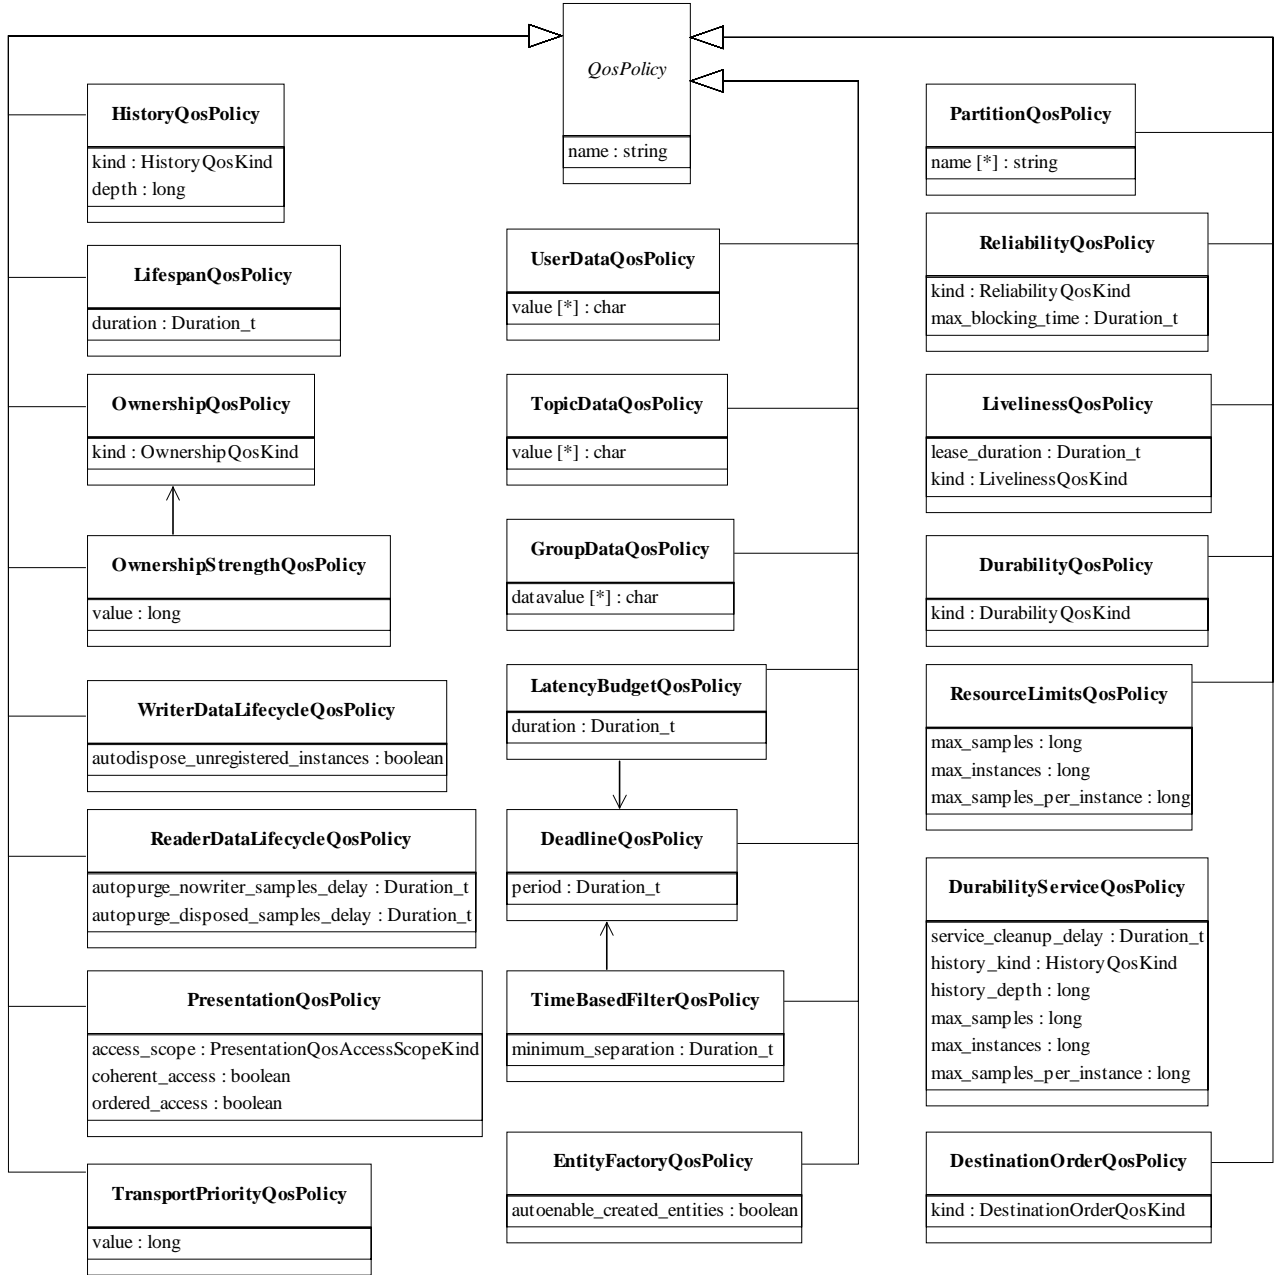 QosPolicy
name : string
HistoryQosPolicy
kind : HistoryQosKind
depth : long
LifespanQosPolicy
duration : Duration_t
OwnershipQosPolicy
kind : OwnershipQosKind
OwnershipStrengthQosPolicy
value : long
WriterDataLifecycleQosPolicy
autodispose_unregistered_instances : boolean
ReaderDataLifecycleQosPolicy
autopurge_nowriter_samples_delay : Duration_t
autopurge_disposed_samples_delay : Duration_t
PresentationQosPolicy
access_scope : PresentationQosAccessScopeKind
coherent_access : boolean
ordered_access : boolean
TransportPriorityQosPolicy
value : long
UserDataQosPolicy
value [*] : char
TopicDataQosPolicy
value [*] : char
GroupDataQosPolicy
datavalue [*] : char
LatencyBudgetQosPolicy
duration : Duration_t
DeadlineQosPolicy
period : Duration_t
TimeBasedFilterQosPolicy
minimum_separation : Duration_t
EntityFactoryQosPolicy
autoenable_created_entities : boolean
PartitionQosPolicy
name [*] : string
ReliabilityQosPolicy
kind : ReliabilityQosKind
max_blocking_time : Duration_t
LivelinessQosPolicy
lease_duration : Duration_t
kind : LivelinessQosKind
DurabilityQosPolicy
kind : DurabilityQosKind
ResourceLimitsQosPolicy
max_samples : long
max_instances : long
max_samples_per_instance : long
DurabilityServiceQosPolicy
service_cleanup_delay : Duration_t
history_kind : HistoryQosKind
history_depth : long
max_samples : long
max_instances : long
max_samples_per_instance : long
DestinationOrderQosPolicy
kind : DestinationOrderQosKind